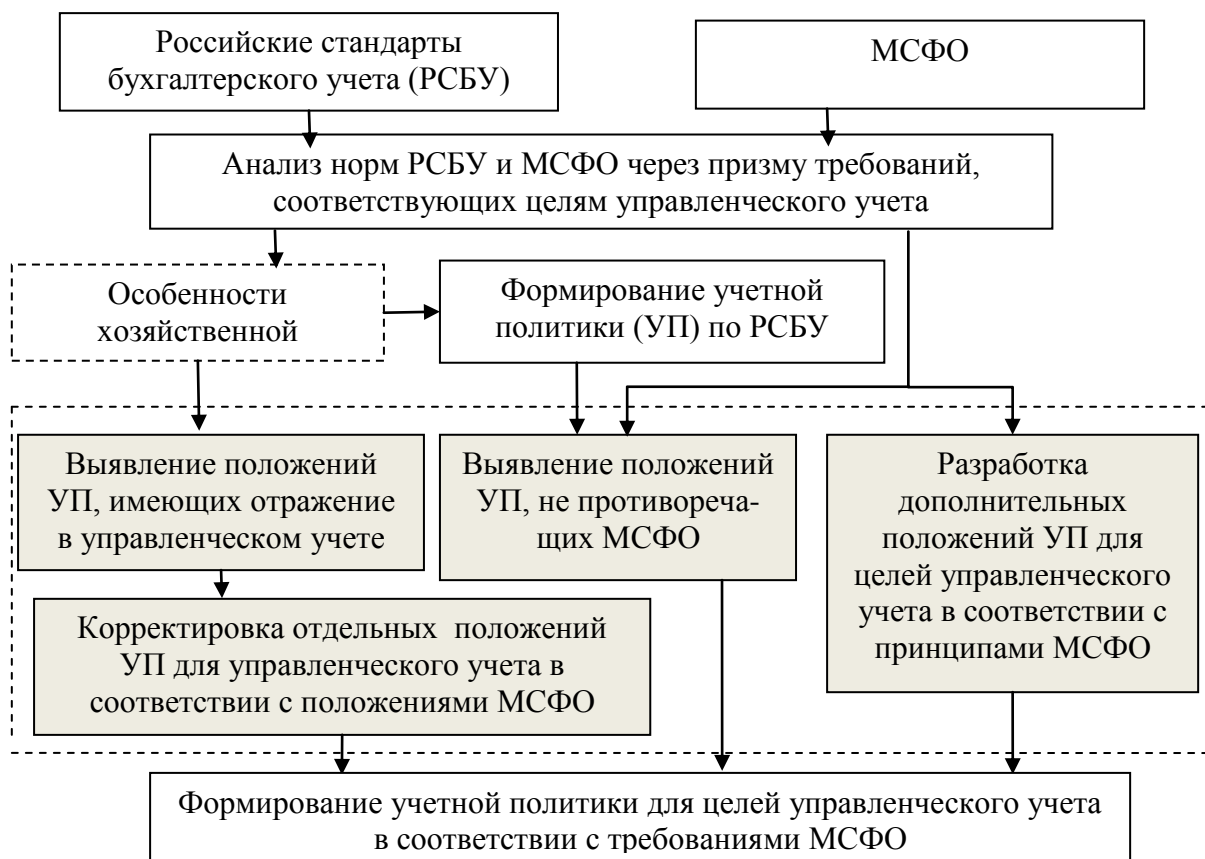 Российские стандарты
бухгалтерского учета (РСБУ)
МСФО
Анализ норм РСБУ и МСФО через призму требований,
соответствующих целям управленческого учета
Особенности
хозяйственной
Формирование учетной
политики (УП) по РСБУ
Выявление положений
УП, имеющих отражение
в управленческом учете
Выявление положений
УП, не противореча-
щих МСФО
Разработка
дополнительных
положений УП для
целей управленческого
учета в соответствии с
принципами МСФО
Корректировка отдельных положений
УП для управленческого учета в
соответствии с положениями МСФО
Формирование учетной политики для целей управленческого учета
в соответствии с требованиями МСФО